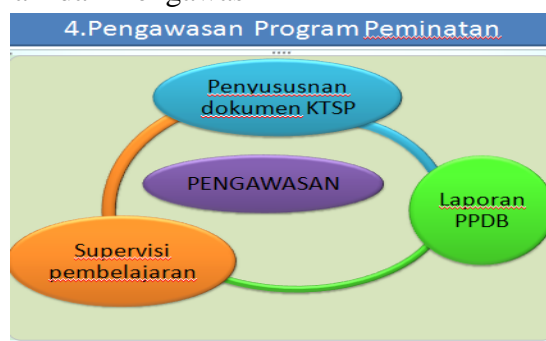 4.Pengawasan Program Peminatan
Penyususnan
dokumen KTSP
PENGAWASAN
Laporan
PPDB
Supervisi
pembelajaran